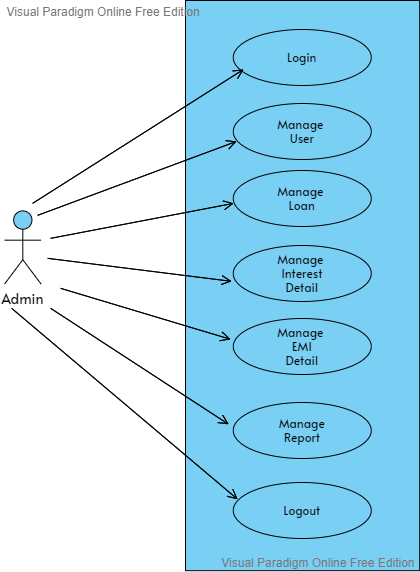 Visual Paradigm Online Free Edition
Login
Manage
User
Manage
Loan
Manage
Interest
Detail
Admin
Manage
EMI
Detail
Manage
Report
Logout
Visual Paradigm Online Free Edition